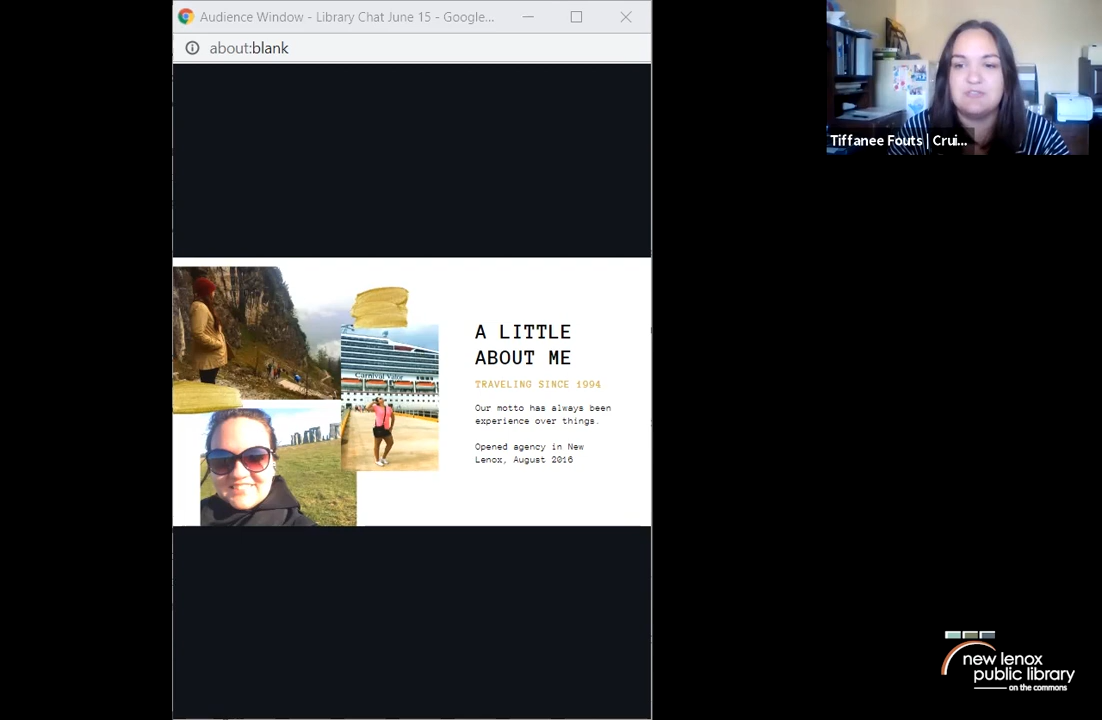 Audience Window - Library Chat June 15 - Google...
about:blank
Tiffanee Fouts | Crui...
Carnival Valor
A LITTLE
ABOUT ME
TRAVELING SINCE 1994
Our motto has always been
experience over things.
Opened agency in New
Lenox, August 2016
new lenox
public library
on the commons